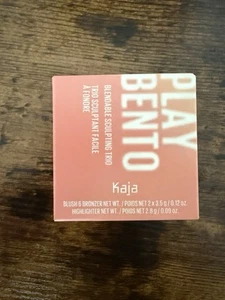 PLAY
BENTO
BLENDABLE SCULPTING TRIO
TRIO SCULPTANT FACILE
À FONDRE
Kaja
BLUSH & BRONZER NET WT. / POIDS NET 2 x 3.5 g / 0.12 oz.
HIGHLIGHTER NET WT. / POIDS NET 2.8 g / 0.09 oz.